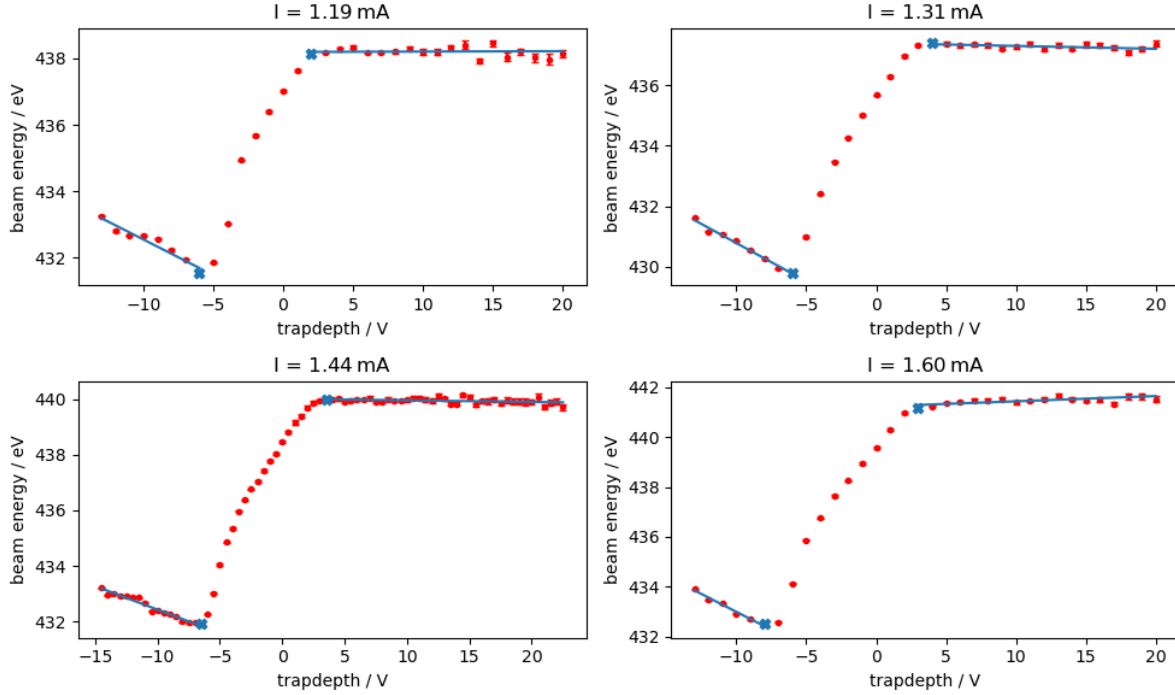 I = 1.19 mA
beam energy / eV
438
436
434
432
−10 −5 0 5 10 15 20
trapdepth / V
I = 1.31 mA
beam energy / eV
436
434
432
430
−10 −5 0 5 10 15 20
trapdepth / V
I = 1.44 mA
beam energy / eV
440
438
436
434
432
−15 −10 −5 0 5 10 15 20
trapdepth / V
I = 1.60 mA
beam energy / eV
442
440
438
436
434
432
−10 −5 0 5 10 15 20
trapdepth / V